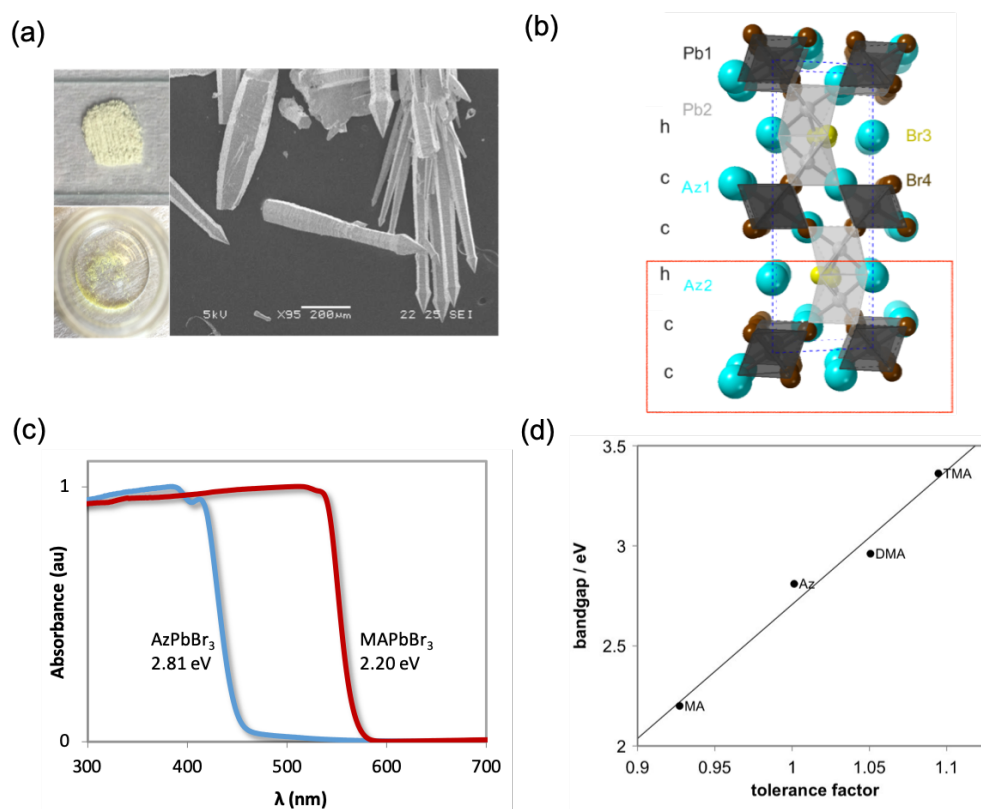 (a)
5kV
X95 200μm
22 25 SEI
(b)
Pb1
Pb2
h
Br3
c
Az1
Br4
c
h
Az2
c
c
(c)
Absorbance (au)
1
0
AzPbBr3
2.81 eV
MAPbBr3
2.20 eV
300
400
500
600
700
λ (nm)
(d)
bandgap / eV
3.5
3
2.5
2
TMA
DMA
Az
MA
0.9
0.95
1
1.05
1.1
tolerance factor